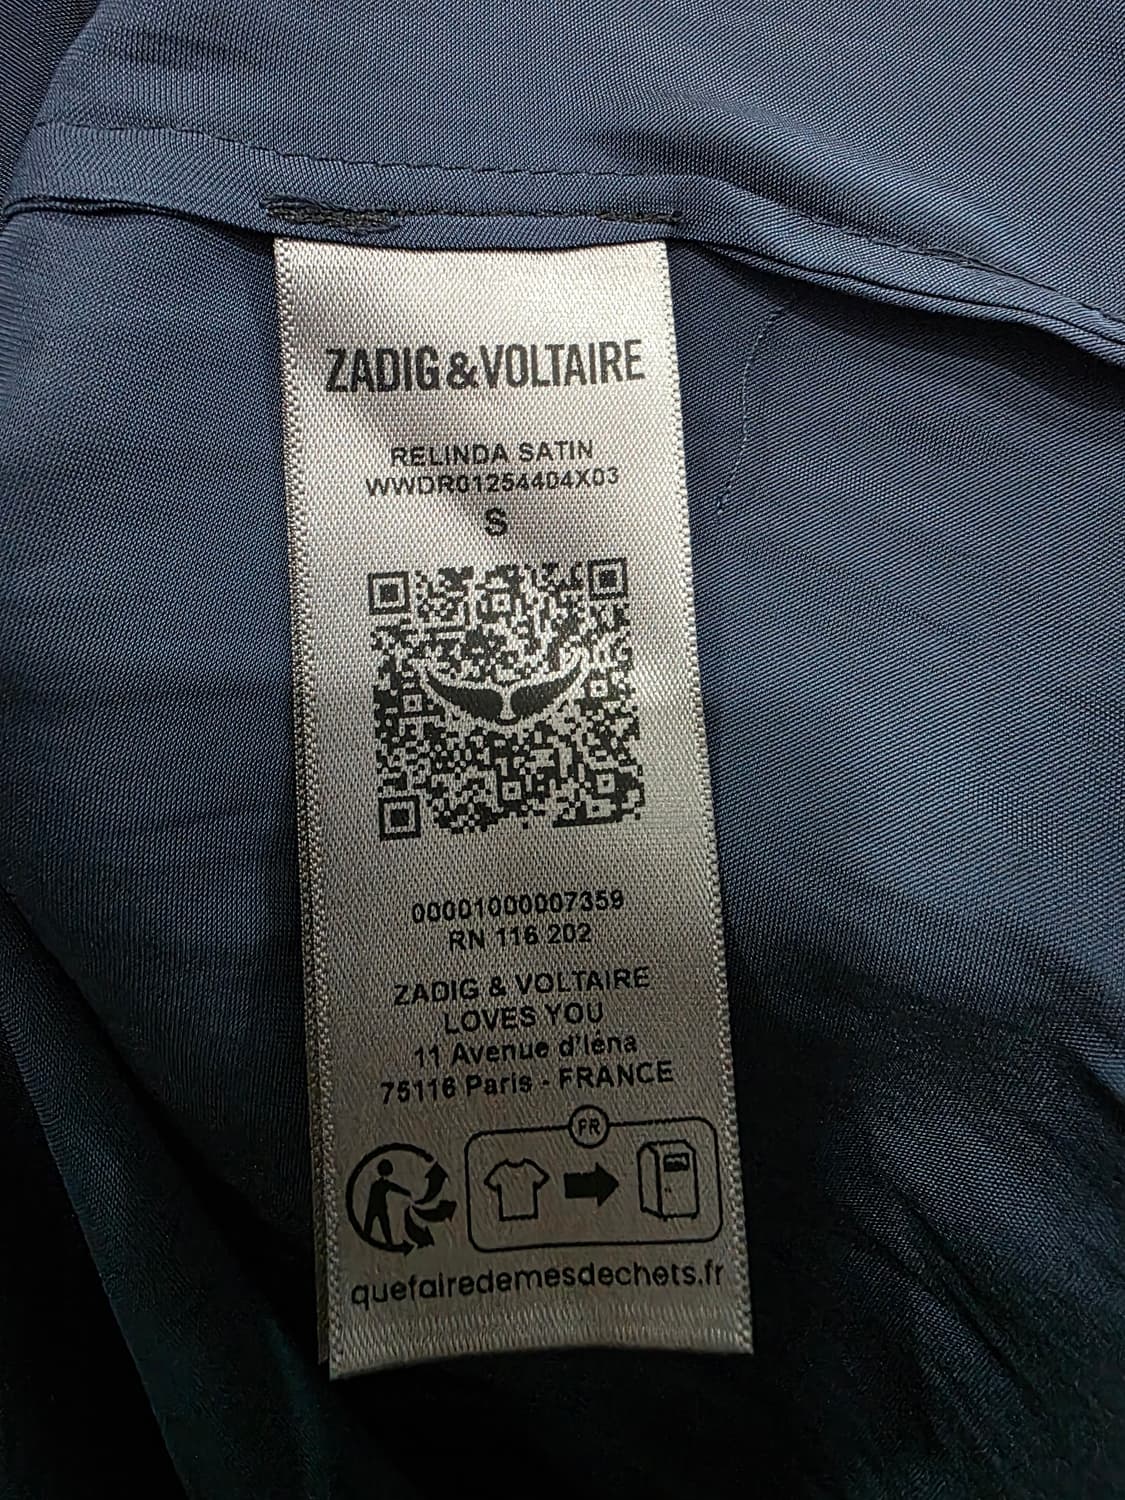 ZADIG&VOLTAIRE
RELINDA SATIN
WWDR01254404X03
S
00001000007359
RN 116 202
ZADIG & VOLTAIRE
LOVES YOU
11 Avenue d'Iéna
75116 Paris - FRANCE
FR
quefairedemesdechets.fr